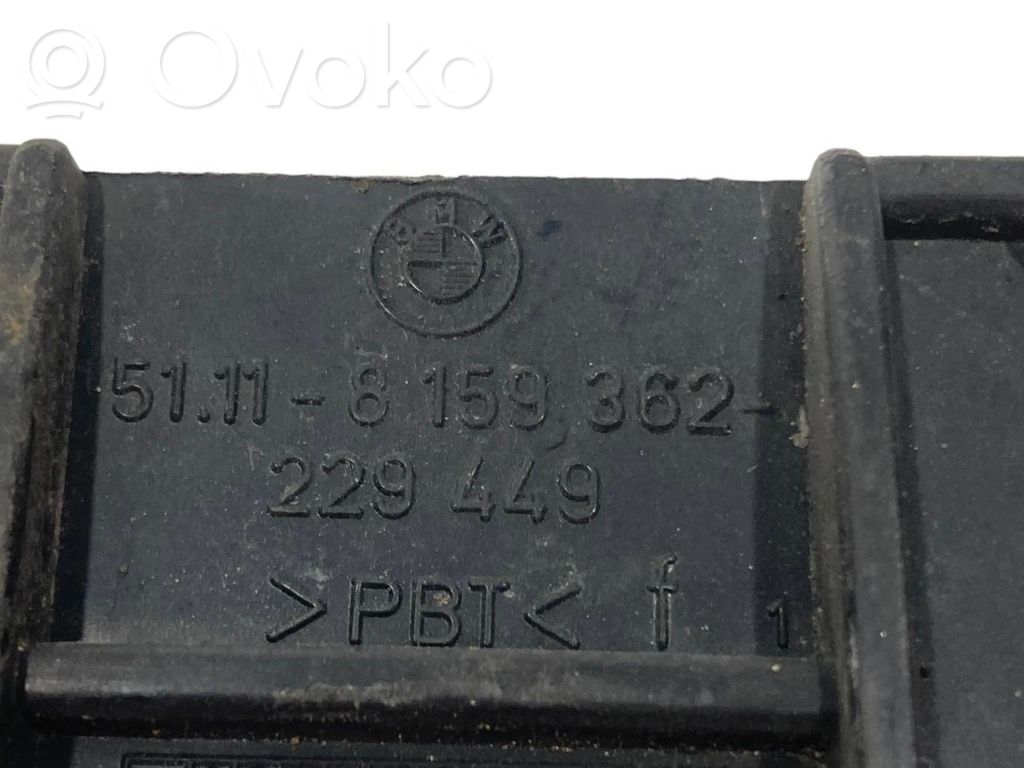 Ovoko
BMW
51.11-8 159 362-
229 449
>PBT< f 1